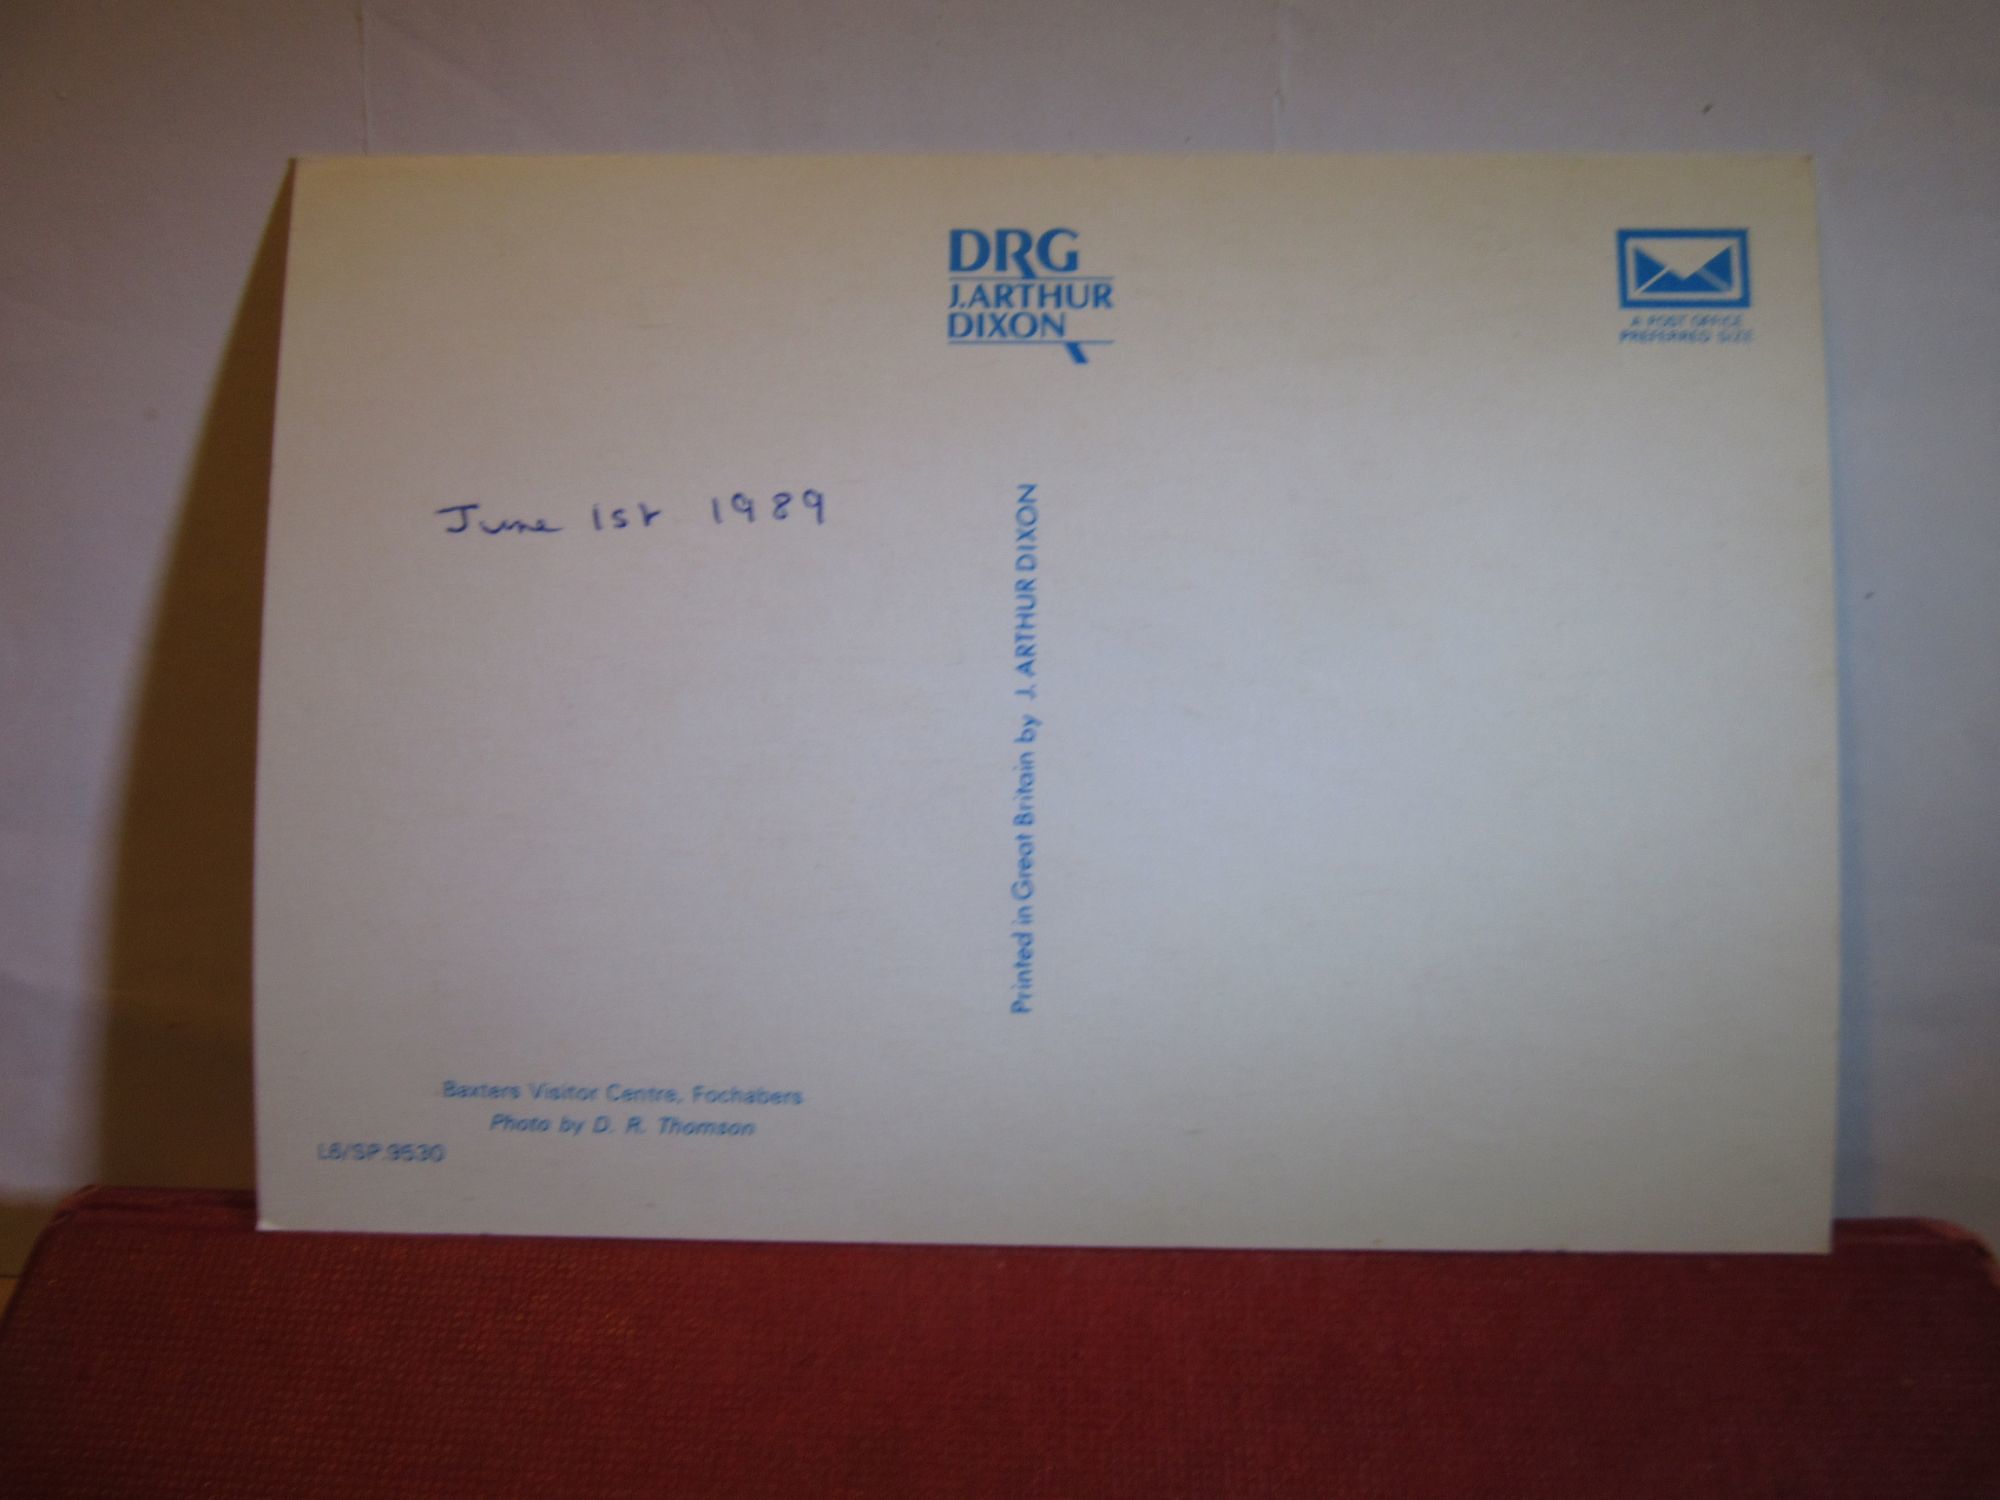 DRG
J.ARTHUR
DIXON
A POST OFFICE
PREFERRED SIZE
June 1st 1989
Printed in Great Britain by J. ARTHUR DIXON
Baxters Visitor Centre, Fochabers
Photo by D. R. Thomson
L6/SP.9530